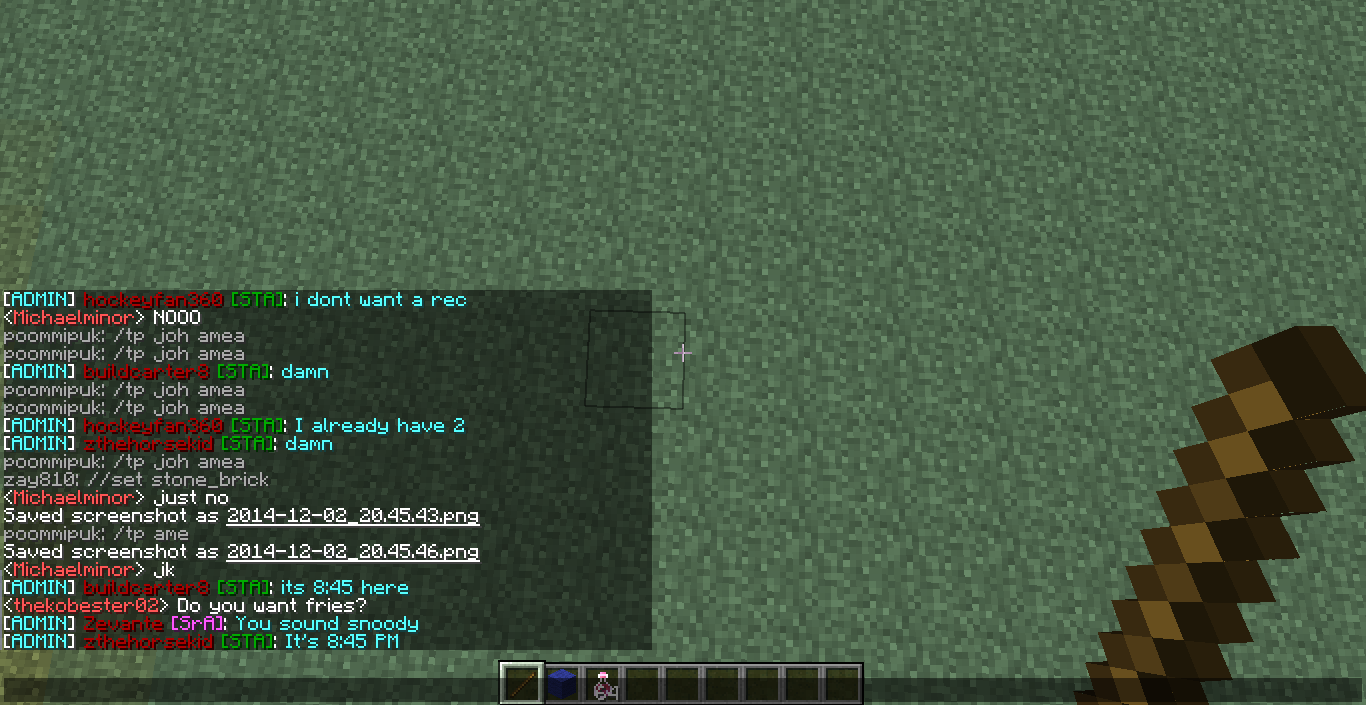 [ADMIN] hockeyfan360 [STA]: i dont want a rec
<Michaelminor> NOOO
poommipuk: /tp joh amea
poommipuk: /tp joh amea
[ADMIN] buildcarter8 [STA]: damn
poommipuk: /tp joh amea
poommipuk: /tp joh amea
[ADMIN] hockeyfan360 [STA]: I already have 2
[ADMIN] zthehorsekid [STA]: damn
poommipuk: /tp joh amea
zay810: //set stone_brick
<Michaelminor> just no
Saved screenshot as 2014-12-02_20.45.43.png
poommipuk: /tp ame
Saved screenshot as 2014-12-02_20.45.46.png
<Michaelminor> jk
[ADMIN] buildcarter8 [STA]: its 8:45 here
<thekobester02> Do you want fries?
[ADMIN] Zevante [SrA]: You sound snoody
[ADMIN] zthehorsekid [STA]: It's 8:45 PM
64